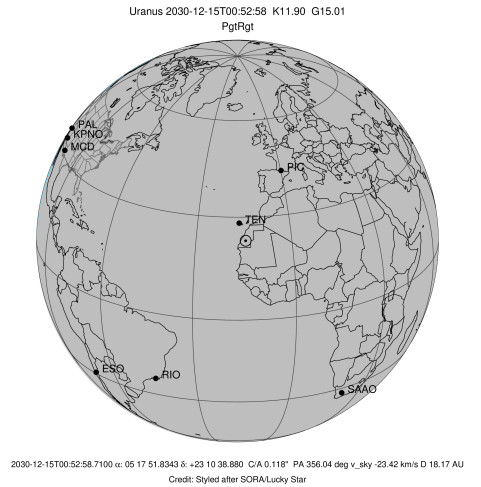 Uranus 2030-12-15T00:52:58 K11.90 G15.01
PgtRgt
PAL
KPNO
MCD
PIC
TEN
ESO
RIO
SAAO
2030-12-15T00:52:58.7100 α: 05 17 51.8343 δ: +23 10 38.880 C/A 0.118" PA 356.04 deg v_sky -23.42 km/s D 18.17 AU
Credit: Styled after SORA/Lucky Star